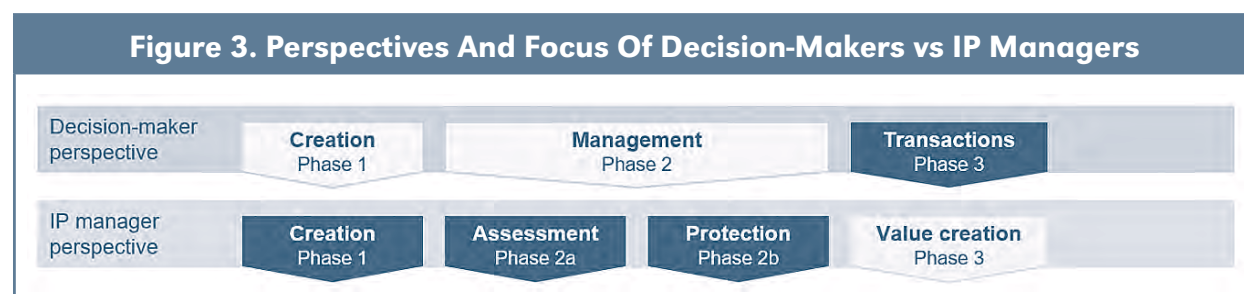 Figure 3. Perspectives And Focus Of Decision-Makers vs IP Managers
Decision-maker
perspective
Creation
Phase 1
Management
Phase 2
Transactions
Phase 3
IP manager
perspective
Creation
Phase 1
Assessment
Phase 2a
Protection
Phase 2b
Value creation
Phase 3